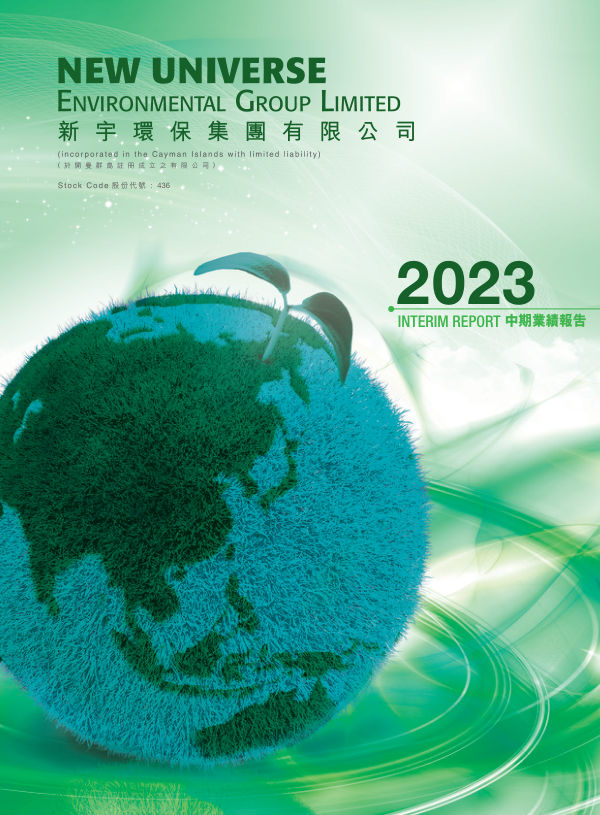 NEW UNIVERSE
ENVIRONMENTAL GROUP LIMITED
新宇環保集團有限公司
(incorporated in the Cayman Islands with limited liability)
(於開曼群島註冊成立之有限公司)
Stock Code 股份代號 : 436
2023
INTERIM REPORT 中期業績報告